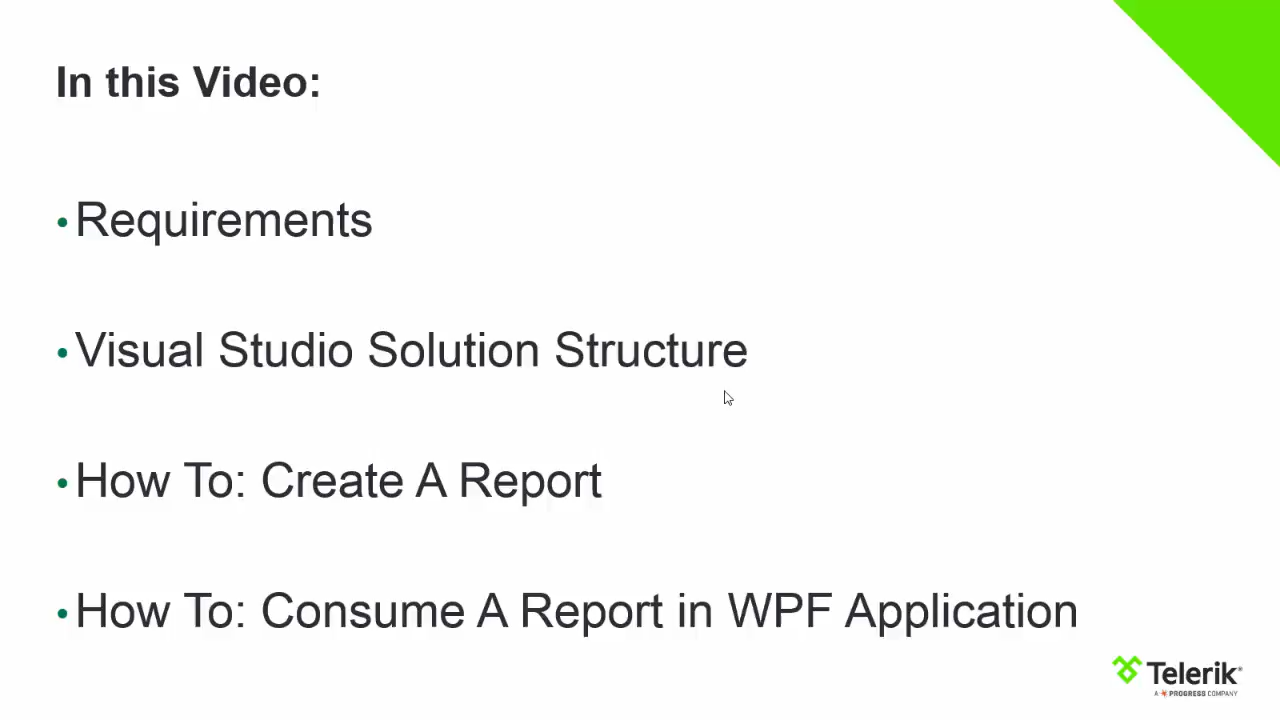 In this Video:
• Requirements
• Visual Studio Solution Structure
• How To: Create A Report
• How To: Consume A Report in WPF Application
Telerik®
A PROGRESS COMPANY